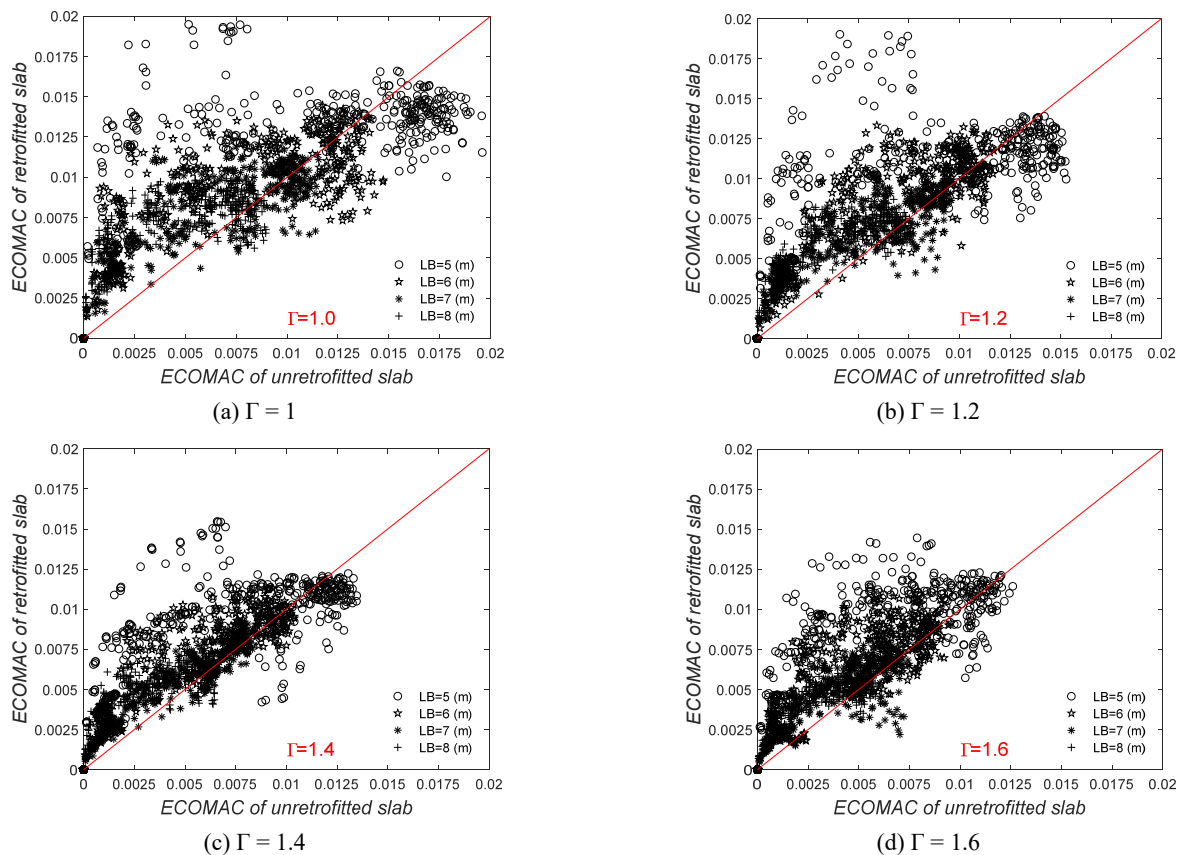 0.02
0.0175
0.015
0.0125
0.01
0.0075
0.005
0.0025
0
ECOMAC of retrofitted slab
LB=5 (m)
LB=6 (m)
LB=7 (m)
LB=8 (m)
Γ=1.0
0 0.0025 0.005 0.0075 0.01 0.0125 0.015 0.0175 0.02
ECOMAC of unretrofitted slab
(a) Γ = 1
0.02
0.0175
0.015
0.0125
0.01
0.0075
0.005
0.0025
0
ECOMAC of retrofitted slab
LB=5 (m)
LB=6 (m)
LB=7 (m)
LB=8 (m)
Γ=1.2
0 0.0025 0.005 0.0075 0.01 0.0125 0.015 0.0175 0.02
ECOMAC of unretrofitted slab
(b) Γ = 1.2
0.02
0.0175
0.015
0.0125
0.01
0.0075
0.005
0.0025
0
ECOMAC of retrofitted slab
LB=5 (m)
LB=6 (m)
LB=7 (m)
LB=8 (m)
Γ=1.4
0 0.0025 0.005 0.0075 0.01 0.0125 0.015 0.0175 0.02
ECOMAC of unretrofitted slab
(c) Γ = 1.4
0.02
0.0175
0.015
0.0125
0.01
0.0075
0.005
0.0025
0
ECOMAC of retrofitted slab
LB=5 (m)
LB=6 (m)
LB=7 (m)
LB=8 (m)
Γ=1.6
0 0.0025 0.005 0.0075 0.01 0.0125 0.015 0.0175 0.02
ECOMAC of unretrofitted slab
(d) Γ = 1.6